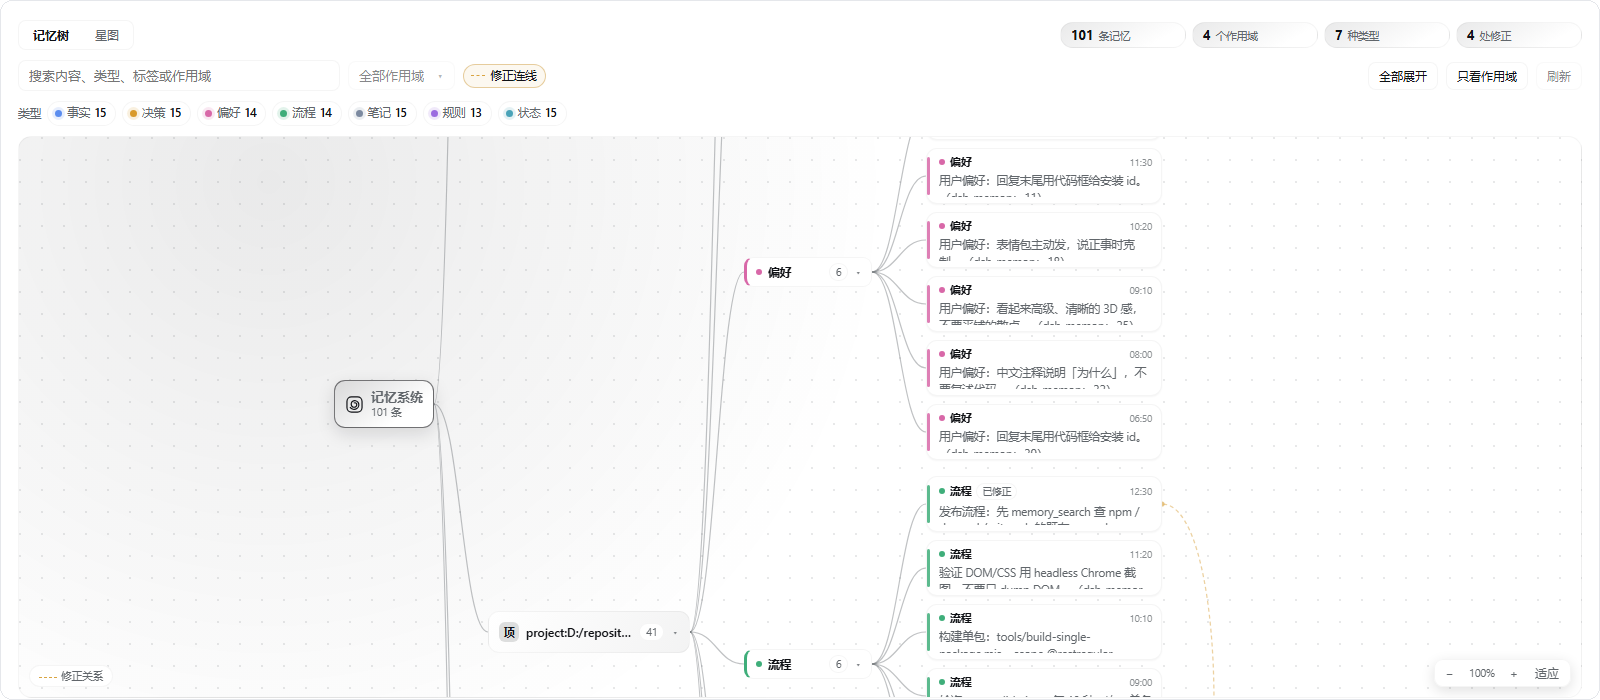 记忆树 星图
101 条记忆 4 个作用域 7 种类型 4 处修正
搜索内容、类型、标签或作用域 全部作用域 修正连线
全部展开 只看作用域 刷新
类型 事实 15 决策 15 偏好 14 流程 14 笔记 15 规则 13 状态 15
记忆系统
101 条
顶 project:D:/reposit... 41
偏好 6
流程 6
偏好 11:30
用户偏好：回复末尾用代码框给安装 id。
偏好 10:20
用户偏好：表情包主动发，说正事时克
偏好 09:10
用户偏好：看起来高级、清晰的 3D 感，
偏好 08:00
用户偏好：中文注释说明「为什么」，不
偏好 06:50
用户偏好：回复末尾用代码框给安装 id。
流程 已修正 12:30
发布流程：先 memory_search 查 npm /
流程 11:20
验证 DOM/CSS 用 headless Chrome 截
流程 10:10
构建单包：tools/build-single-
流程 09:00
修正关系
− 100% + 适应